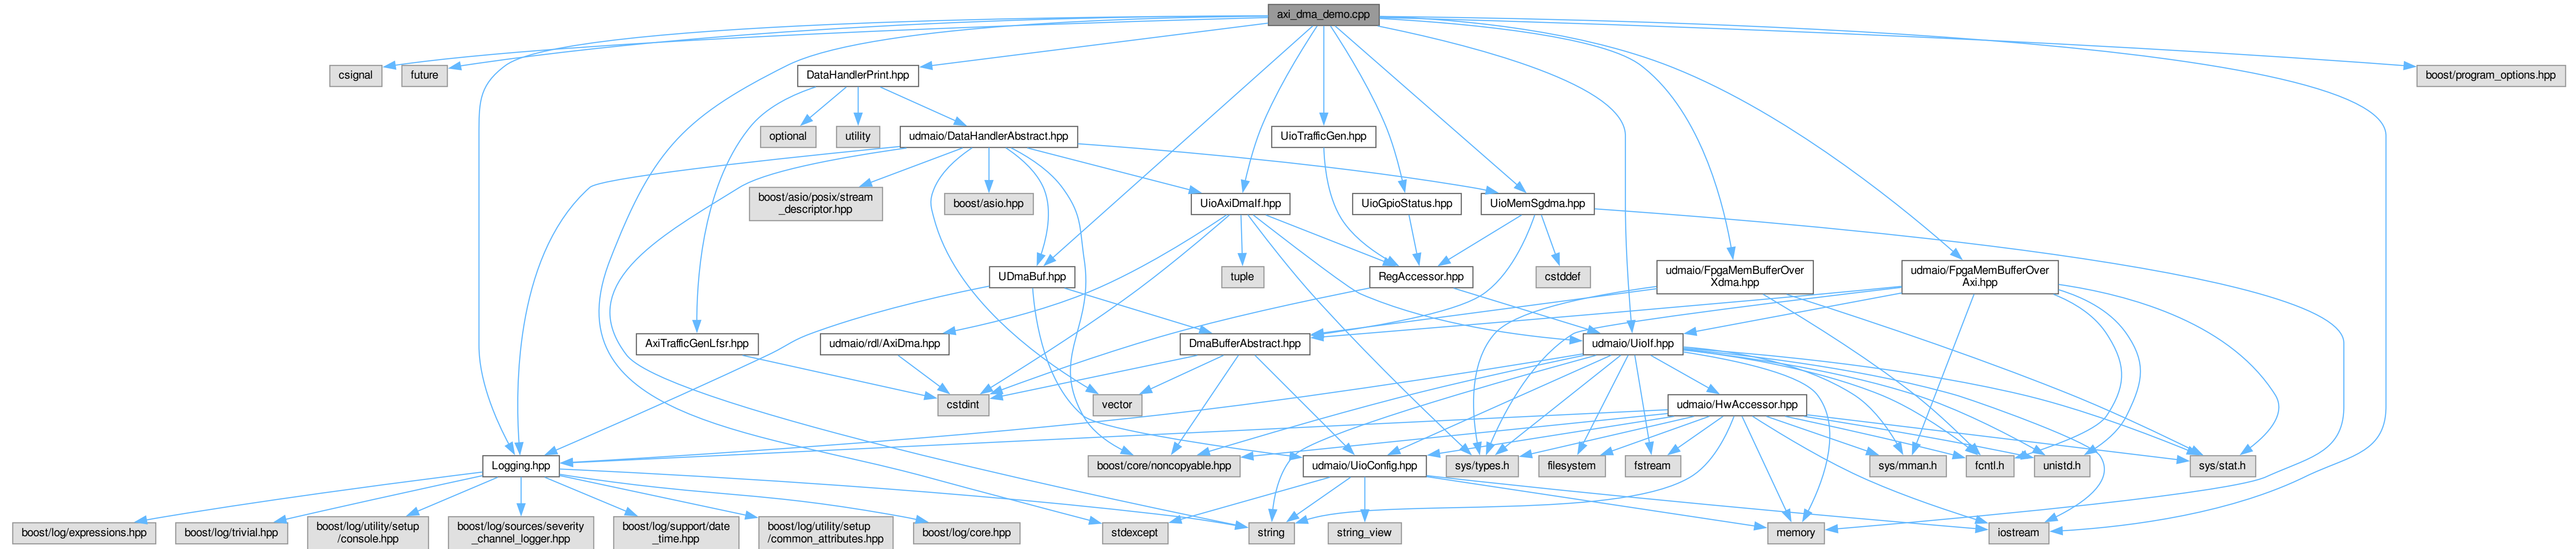 axi_dma_demo.cpp
csignal
future
DataHandlerPrint.hpp
boost/program_options.hpp
optional
utility
udmaio/DataHandlerAbstract.hpp
UioTrafficGen.hpp
boost/asio/posix/stream
_descriptor.hpp
boost/asio.hpp
UioAxiDmaIf.hpp
UioGpioStatus.hpp
UioMemSgdma.hpp
UDmaBuf.hpp
tuple
RegAccessor.hpp
cstddef
udmaio/FpgaMemBufferOver
Xdma.hpp
udmaio/FpgaMemBufferOver
Axi.hpp
AxiTrafficGenLfsr.hpp
udmaio/rdl/AxiDma.hpp
DmaBufferAbstract.hpp
udmaio/UioIf.hpp
cstdint
vector
udmaio/HwAccessor.hpp
Logging.hpp
boost/core/noncopyable.hpp
udmaio/UioConfig.hpp
sys/types.h
filesystem
fstream
sys/mman.h
fcntl.h
unistd.h
sys/stat.h
boost/log/expressions.hpp
boost/log/trivial.hpp
boost/log/utility/setup
/console.hpp
boost/log/sources/severity
_channel_logger.hpp
boost/log/support/date
_time.hpp
boost/log/utility/setup
/common_attributes.hpp
boost/log/core.hpp
stdexcept
string
string_view
memory
iostream